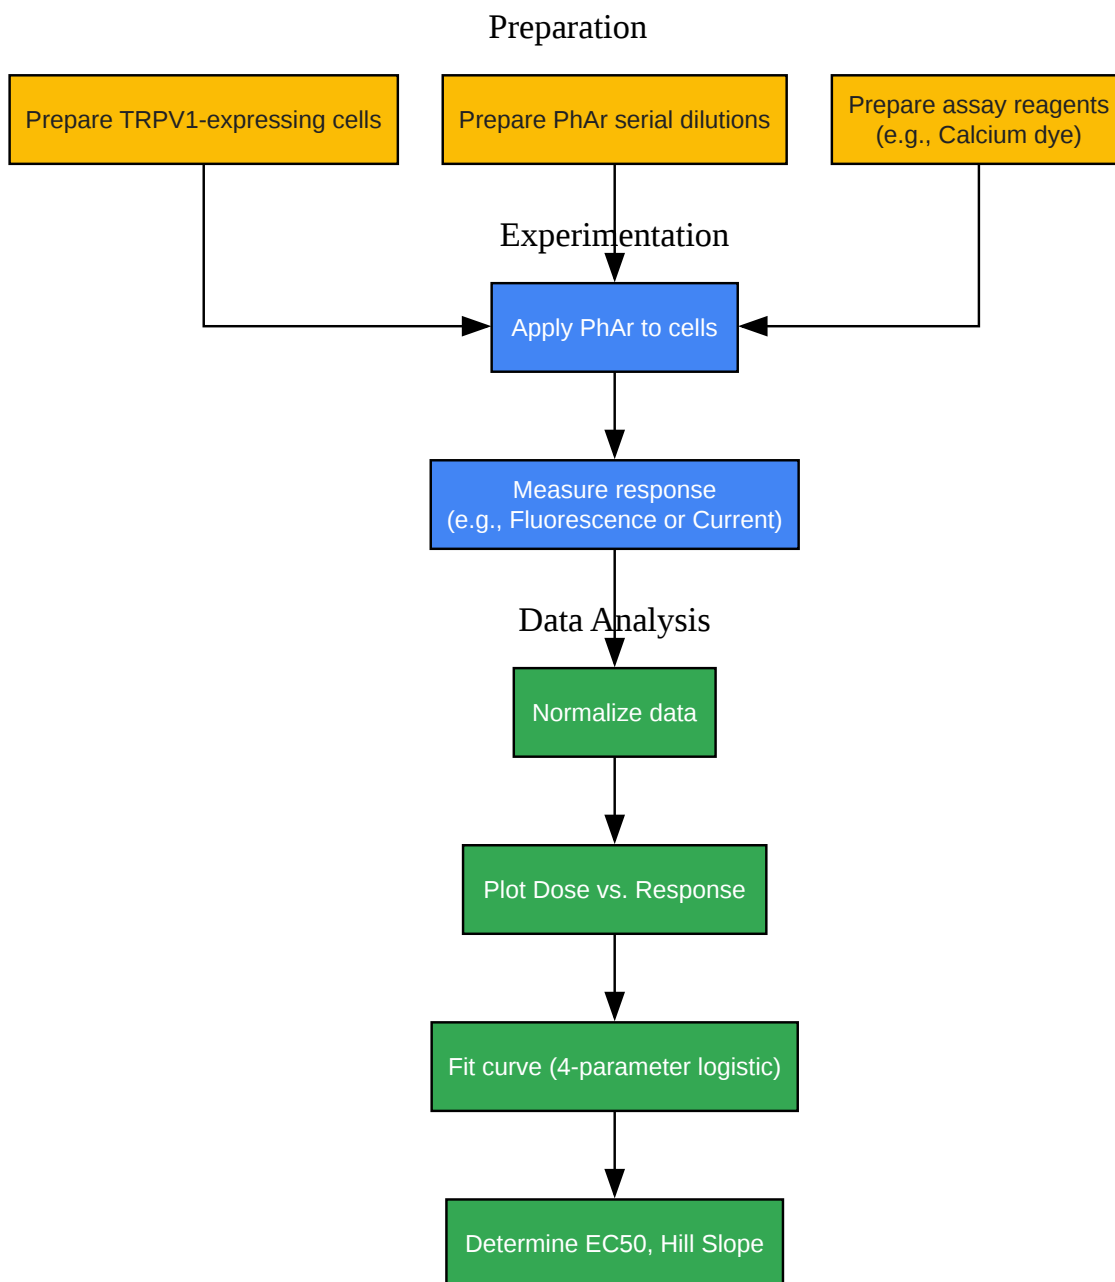 Preparation
Prepare TRPV1-expressing cells
Prepare PhAr serial dilutions
Prepare assay reagents
(e.g., Calcium dye)
Experimentation
Apply PhAr to cells
Measure response
(e.g., Fluorescence or Current)
Data Analysis
Normalize data
Plot Dose vs. Response
Fit curve (4-parameter logistic)
Determine EC50, Hill Slope